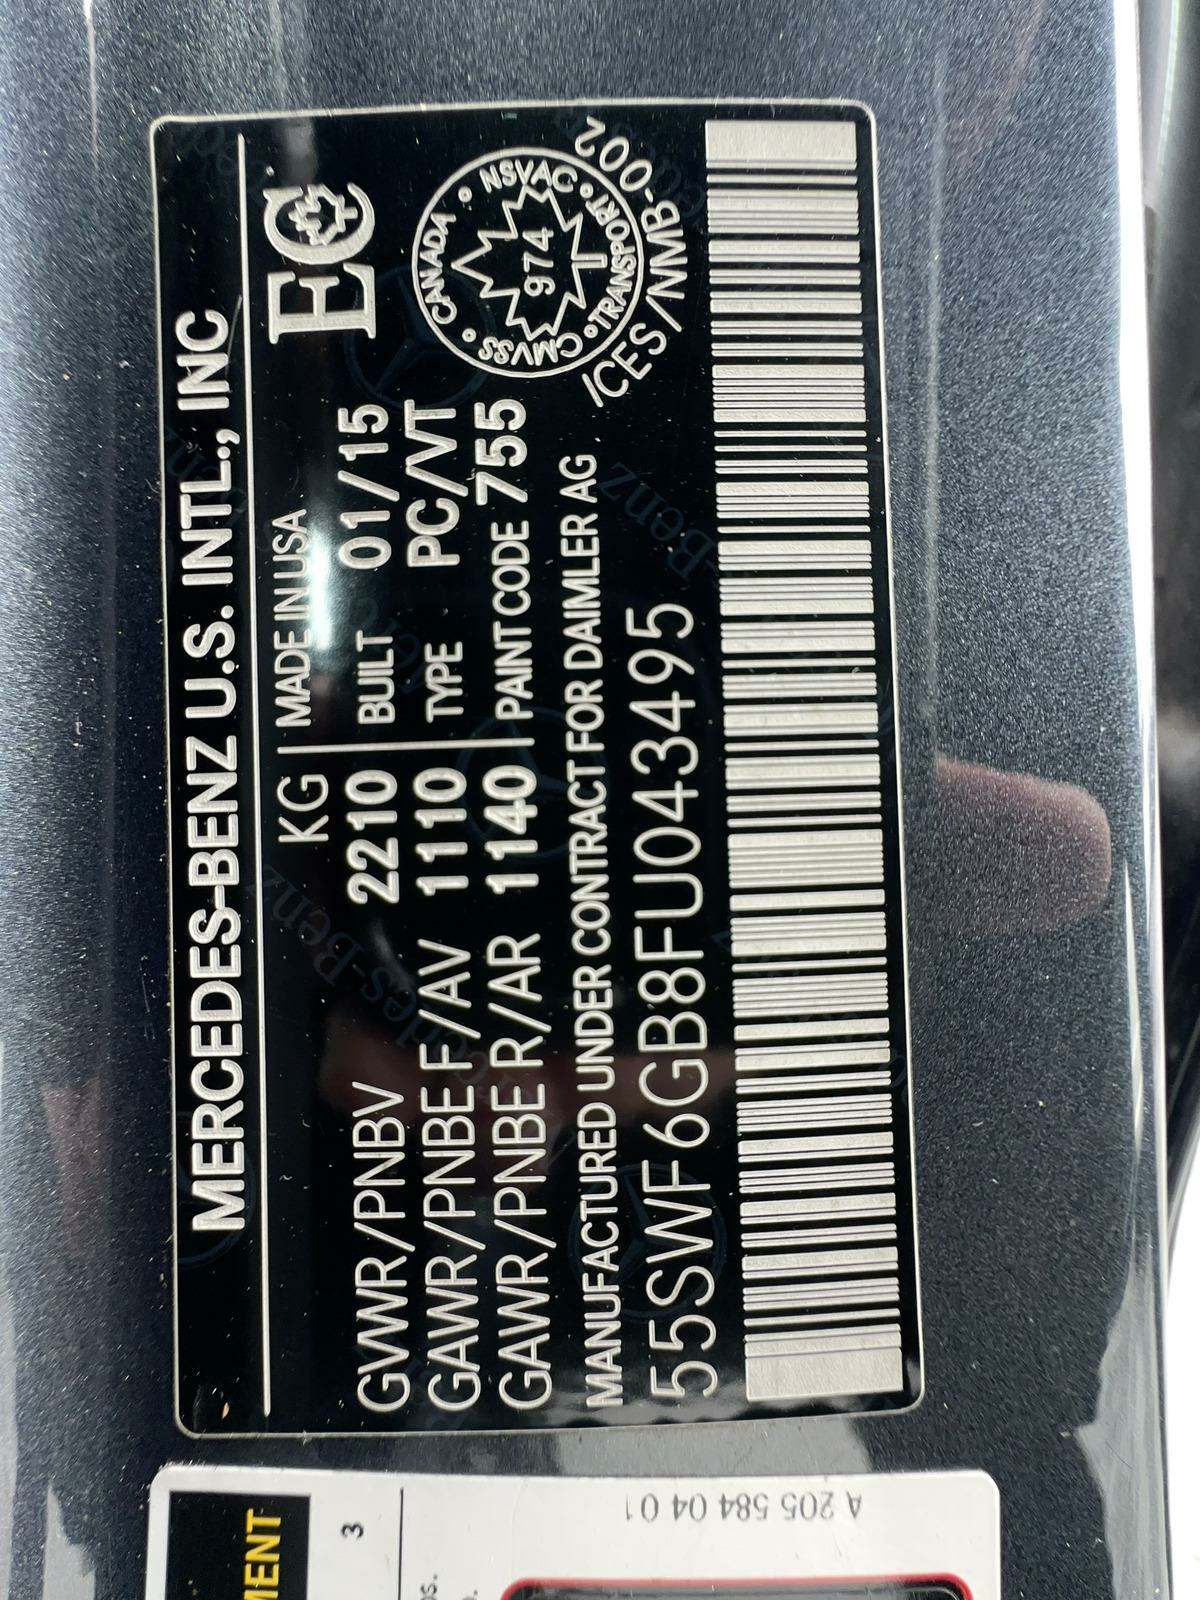 MERCEDES-BENZ U.S. INTL., INC
KG
MADE IN USA
GVWR/PNBV 2210
BUILT 01/15
GAWR/PNBE F/AV 1110
TYPE PC/VT
GAWR/PNBE R/AR 1140
PAINT CODE 755
EC
CANADA • NSVAC • TRANSPORT • CMVSS •
974
ICES/NMB-002
MANUFACTURED UNDER CONTRACT FOR DAIMLER AG
55SWF6GB8FU043495
MENT
3
os.
A 205 584 04 01